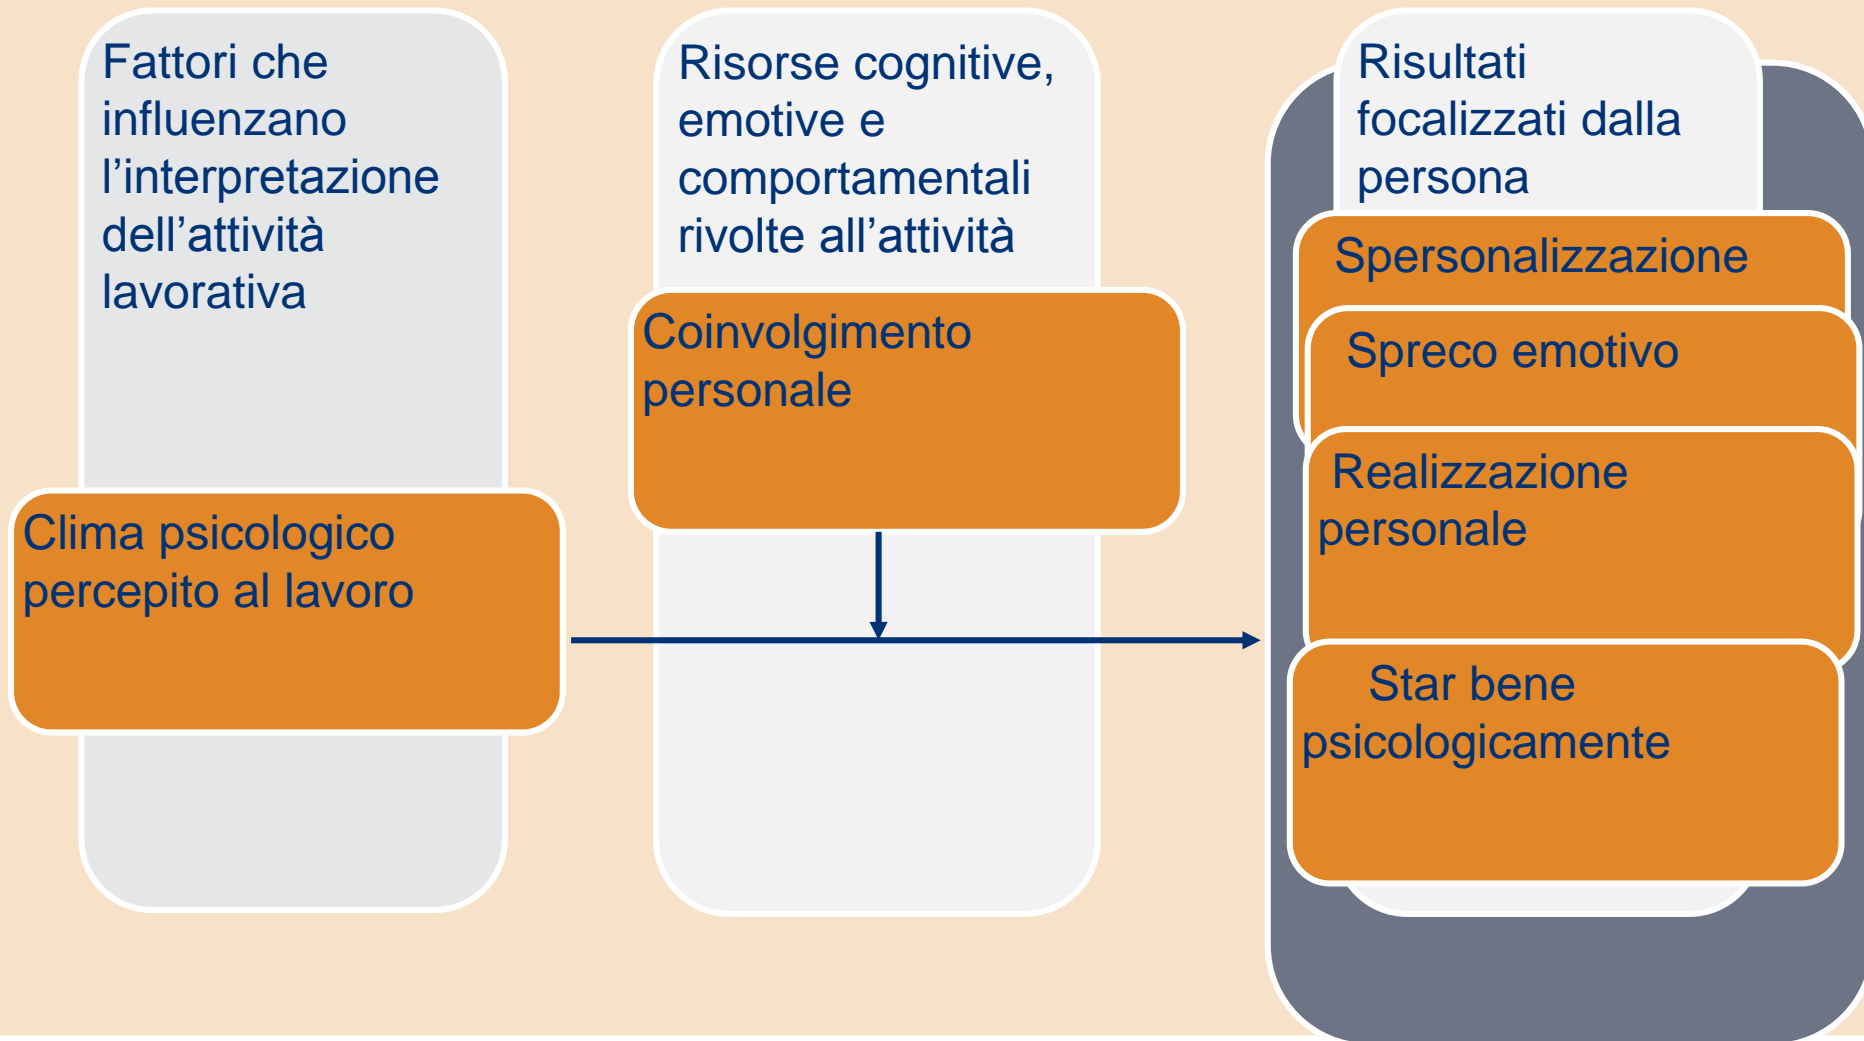 Fattori che
influenzano
l’interpretazione
dell’attività
lavorativa
Clima psicologico
percepito al lavoro
Risorse cognitive,
emotive e
comportamentali
rivolte all’attività
Coinvolgimento
personale
Risultati
focalizzati dalla
persona
Spersonalizzazione
Spreco emotivo
Realizzazione
personale
Star bene
psicologicamente